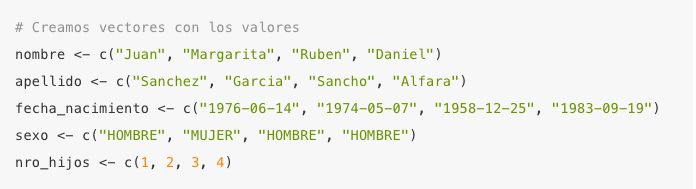 # Creamos vectores con los valores
nombre <- c("Juan", "Margarita", "Ruben", "Daniel")
apellido <- c("Sanchez", "Garcia", "Sancho", "Alfara")
fecha_nacimiento <- c("1976-06-14", "1974-05-07", "1958-12-25", "1983-09-19")
sexo <- c("HOMBRE", "MUJER", "HOMBRE", "HOMBRE")
nro_hijos <- c(1, 2, 3, 4)